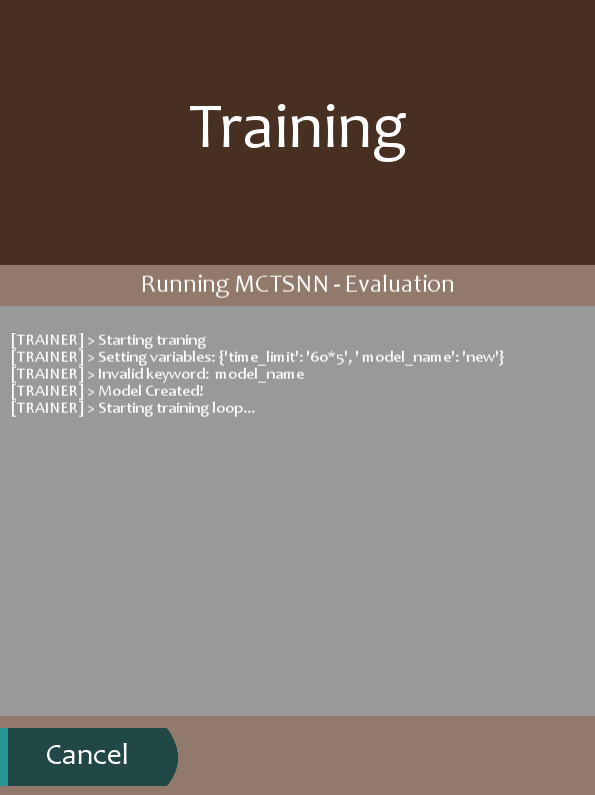 Training
Running MCTSNN - Evaluation
[TRAINER] > Starting traning
[TRAINER] > Setting variables: {'time_limit': '60*5', ' model_name': 'new'}
[TRAINER] > Invalid keyword:  model_name
[TRAINER] > Model Created!
[TRAINER] > Starting training loop...
Cancel